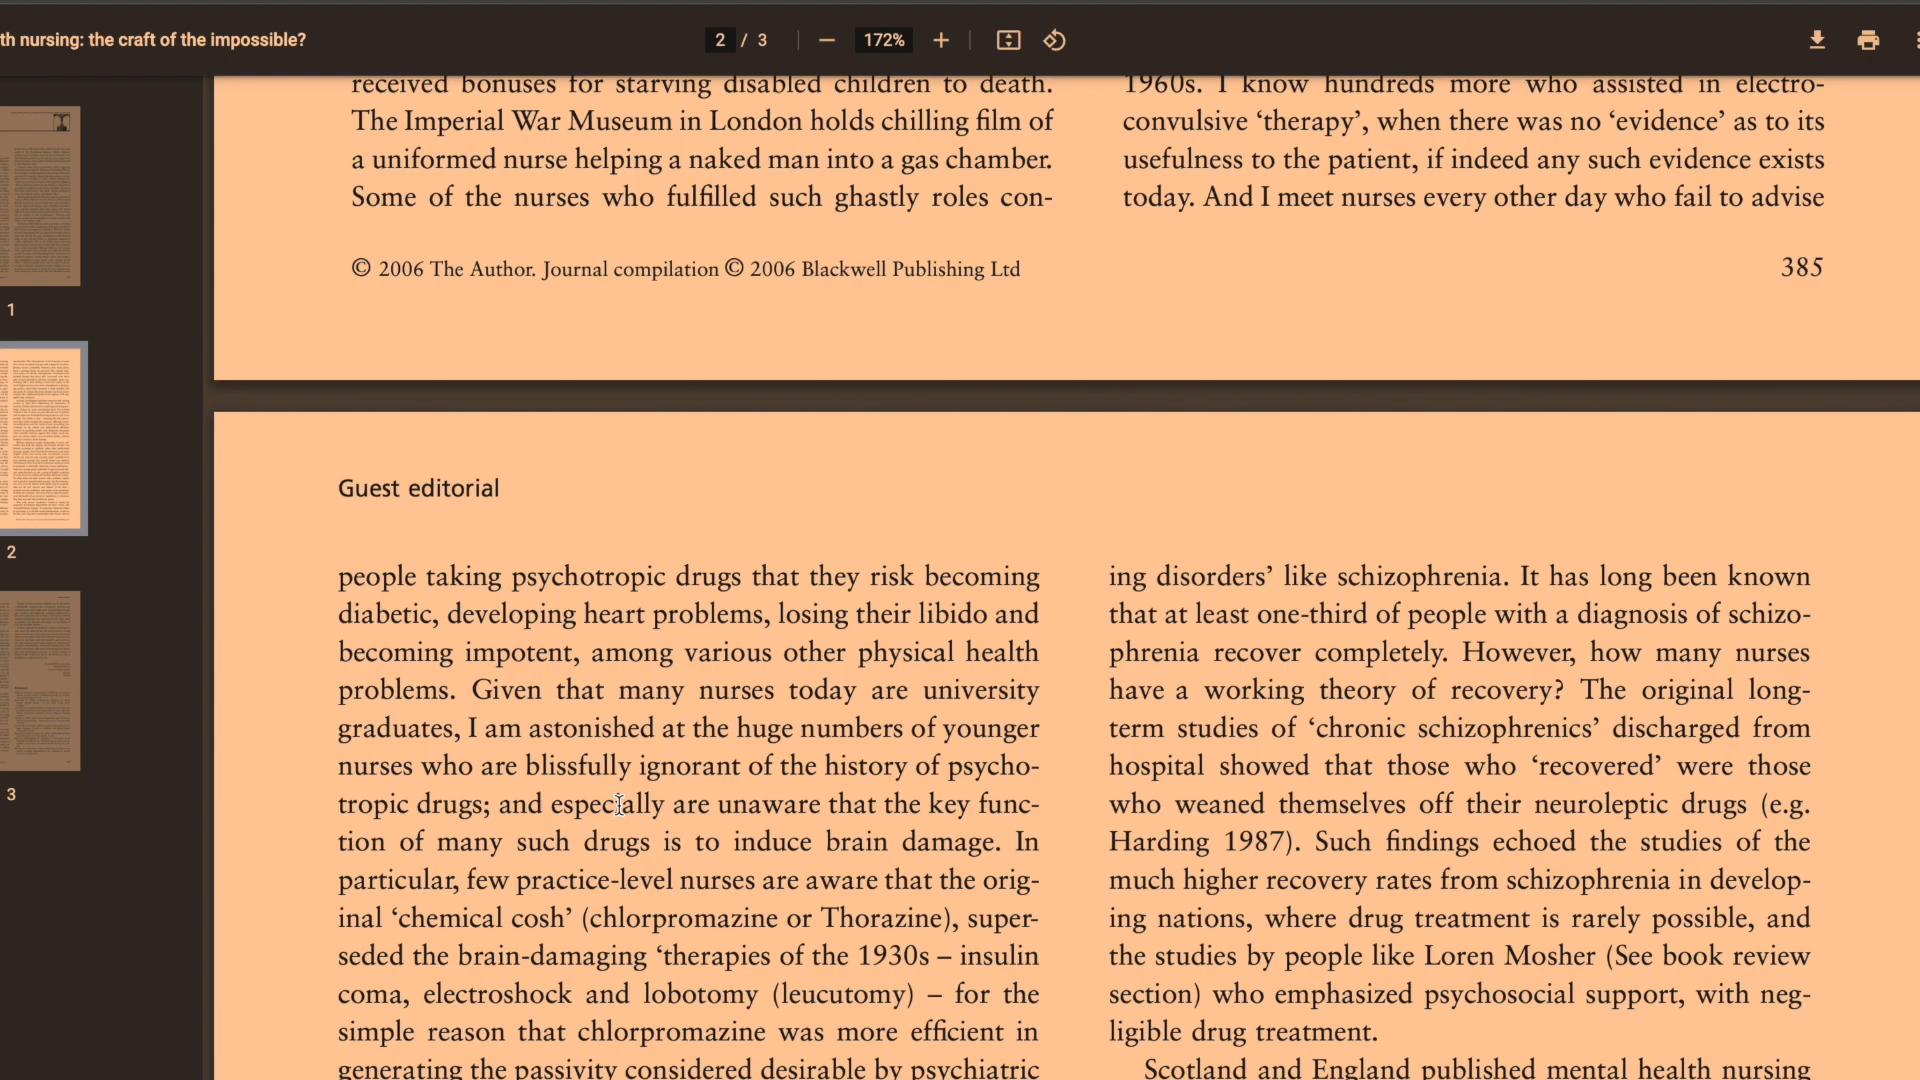 th nursing: the craft of the impossible?
2 / 3
172%
1
2
3
received bonuses for starving disabled children to death.
The Imperial War Museum in London holds chilling film of
a uniformed nurse helping a naked man into a gas chamber.
Some of the nurses who fulfilled such ghastly roles con-
1960s. I know hundreds more who assisted in electro-
convulsive ‘therapy’, when there was no ‘evidence’ as to its
usefulness to the patient, if indeed any such evidence exists
today. And I meet nurses every other day who fail to advise
© 2006 The Author. Journal compilation © 2006 Blackwell Publishing Ltd
385
Guest editorial
people taking psychotropic drugs that they risk becoming
diabetic, developing heart problems, losing their libido and
becoming impotent, among various other physical health
problems. Given that many nurses today are university
graduates, I am astonished at the huge numbers of younger
nurses who are blissfully ignorant of the history of psycho-
tropic drugs; and especially are unaware that the key func-
tion of many such drugs is to induce brain damage. In
particular, few practice-level nurses are aware that the orig-
inal ‘chemical cosh’ (chlorpromazine or Thorazine), super-
seded the brain-damaging ‘therapies of the 1930s – insulin
coma, electroshock and lobotomy (leucutomy) – for the
simple reason that chlorpromazine was more efficient in
generating the passivity considered desirable by psychiatric
ing disorders’ like schizophrenia. It has long been known
that at least one-third of people with a diagnosis of schizo-
phrenia recover completely. However, how many nurses
have a working theory of recovery? The original long-
term studies of ‘chronic schizophrenics’ discharged from
hospital showed that those who ‘recovered’ were those
who weaned themselves off their neuroleptic drugs (e.g.
Harding 1987). Such findings echoed the studies of the
much higher recovery rates from schizophrenia in develop-
ing nations, where drug treatment is rarely possible, and
the studies by people like Loren Mosher (See book review
section) who emphasized psychosocial support, with neg-
ligible drug treatment.
Scotland and England published mental health nursing